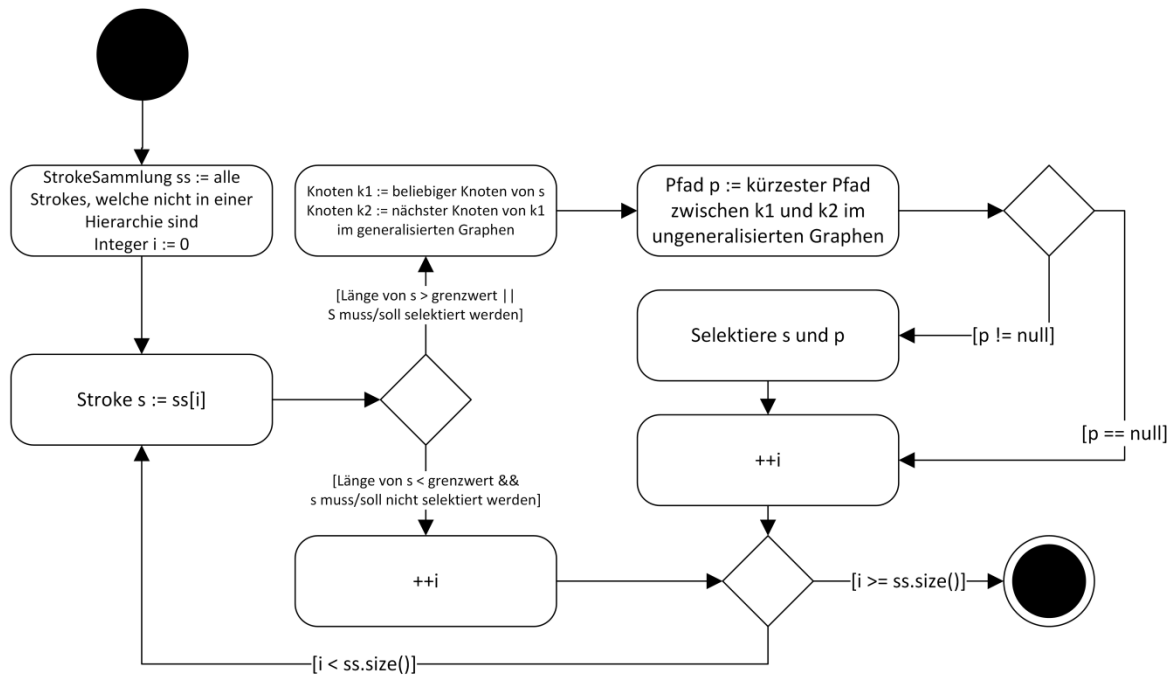 StrokeSammlung ss := alle
Strokes, welche nicht in einer
Hierarchie sind
Integer i := 0
Knoten k1 := beliebiger Knoten von s
Knoten k2 := nächster Knoten von k1
im generalisierten Graphen
Pfad p := kürzester Pfad
zwischen k1 und k2 im
ungeneralisierten Graphen
[Länge von s > grenzwert ||
S muss/soll selektiert werden]
Selektiere s und p
[p != null]
Stroke s := ss[i]
[p == null]
++i
[Länge von s < grenzwert &&
s muss/soll nicht selektiert werden]
++i
[i >= ss.size()]
[i < ss.size()]